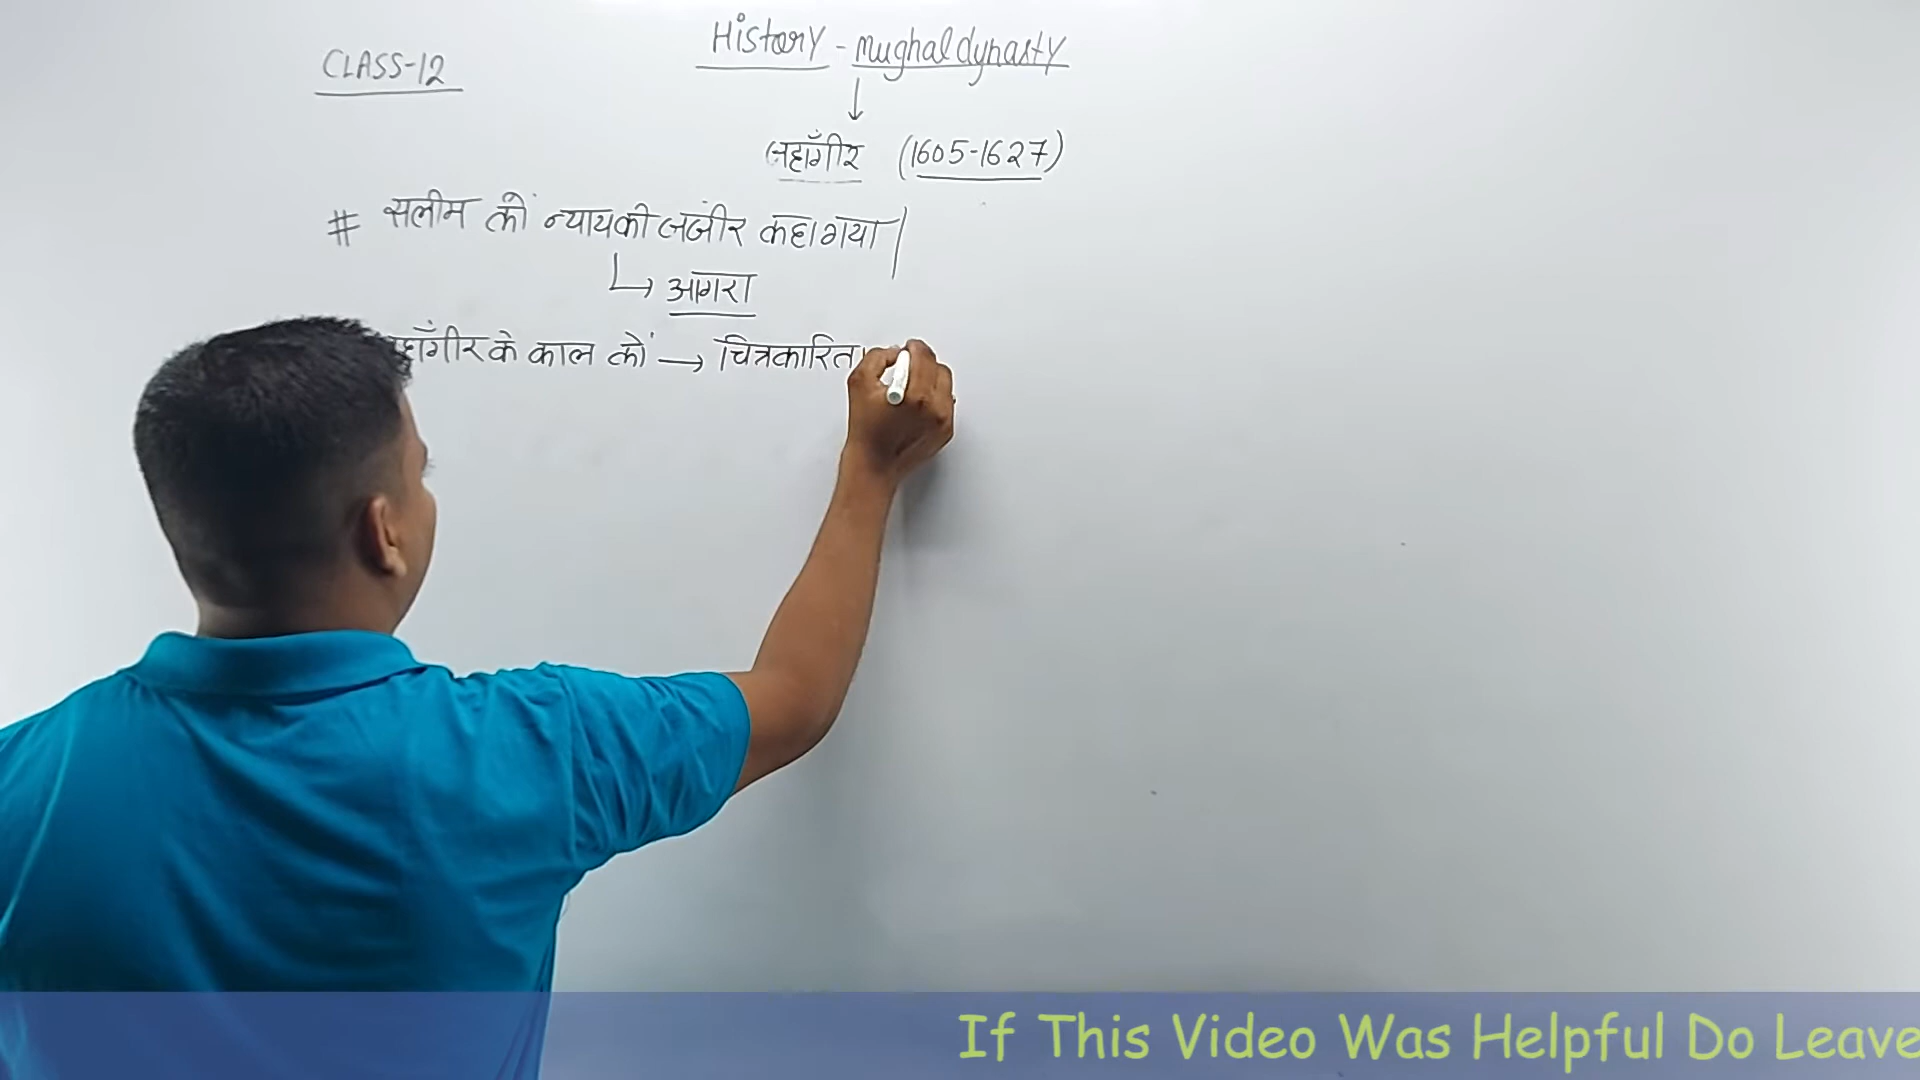 CLASS-12
History - Mughal dynasty
↓
जहाँगीर (1605-1627)
# सलीम को न्याय की जंजीर कहा गया |
↳ आगरा
के काल कों → चित्रकारिता
If This Video Was Helpful Do Leave